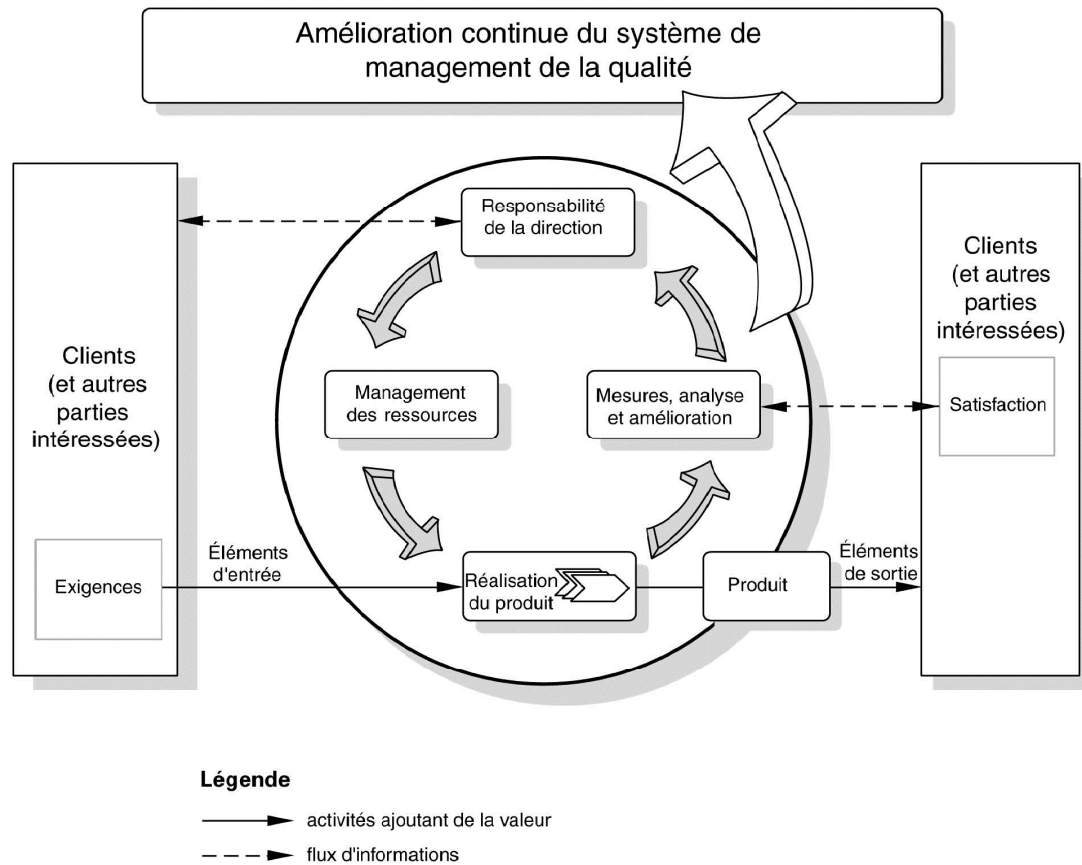 Amélioration continue du système de
management de la qualité
Responsabilité
de la direction
Clients
(et autres
parties
intéressées)
Clients
(et autres
parties
intéressées)
Management
des ressources
Mesures, analyse
et amélioration
Satisfaction
Exigences
Éléments
d'entrée
Réalisation
du produit
Produit
Éléments
de sortie
Légende
activités ajoutant de la valeur
flux d'informations